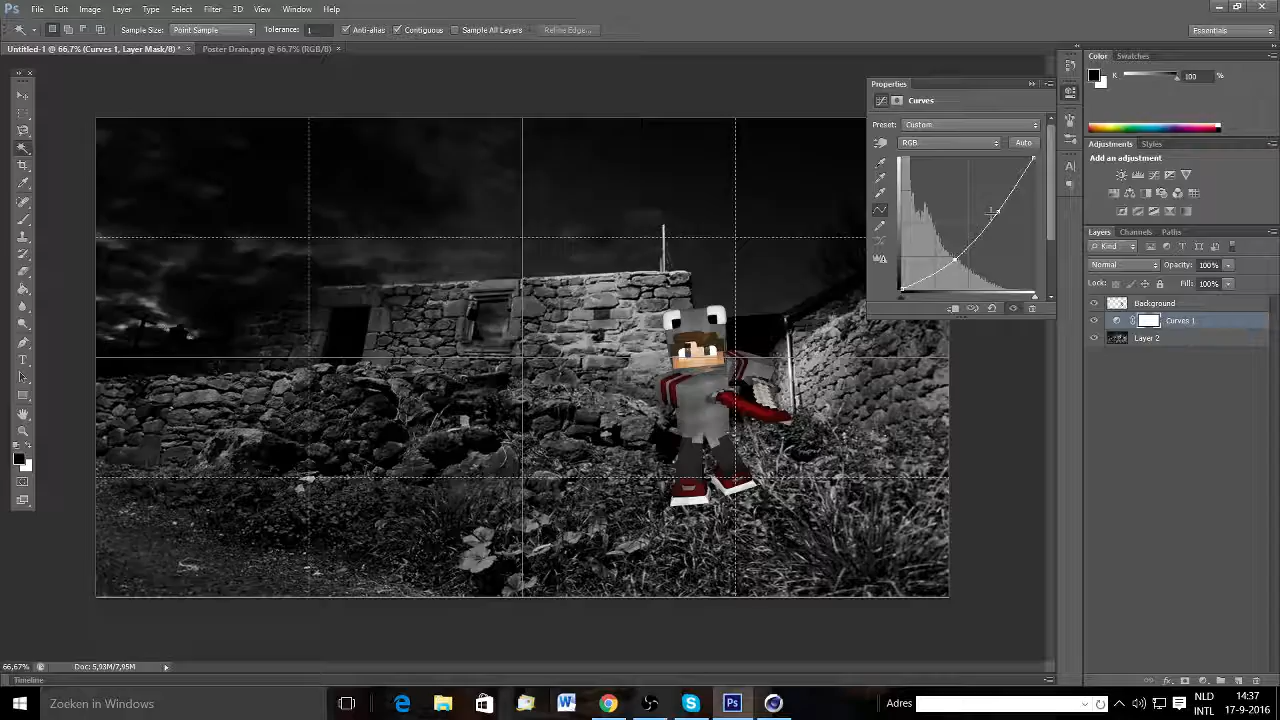 Ps File Edit Image Layer Type Select Filter 3D View Window Help
Sample Size: Point Sample Tolerance: 1 Anti-alias Contiguous Sample All Layers Refine Edge... Essentials
Untitled-1 @ 66,7% (Curves 1, Layer Mask/8) * × Poster Drain.png @ 66,7% (RGB/8) ×
Color Swatches
K 100 %
Properties
Curves
Preset: Custom
RGB Auto
Adjustments Styles
Add an adjustment
Layers Channels Paths
Kind
Normal Opacity: 100%
Lock: Fill: 100%
Background
Curves 1
Layer 2
66,67% Doc: 5,93M/7,95M
Timeline
Zoeken in Windows
Adres
NLD
INTL
14:37
17-9-2016